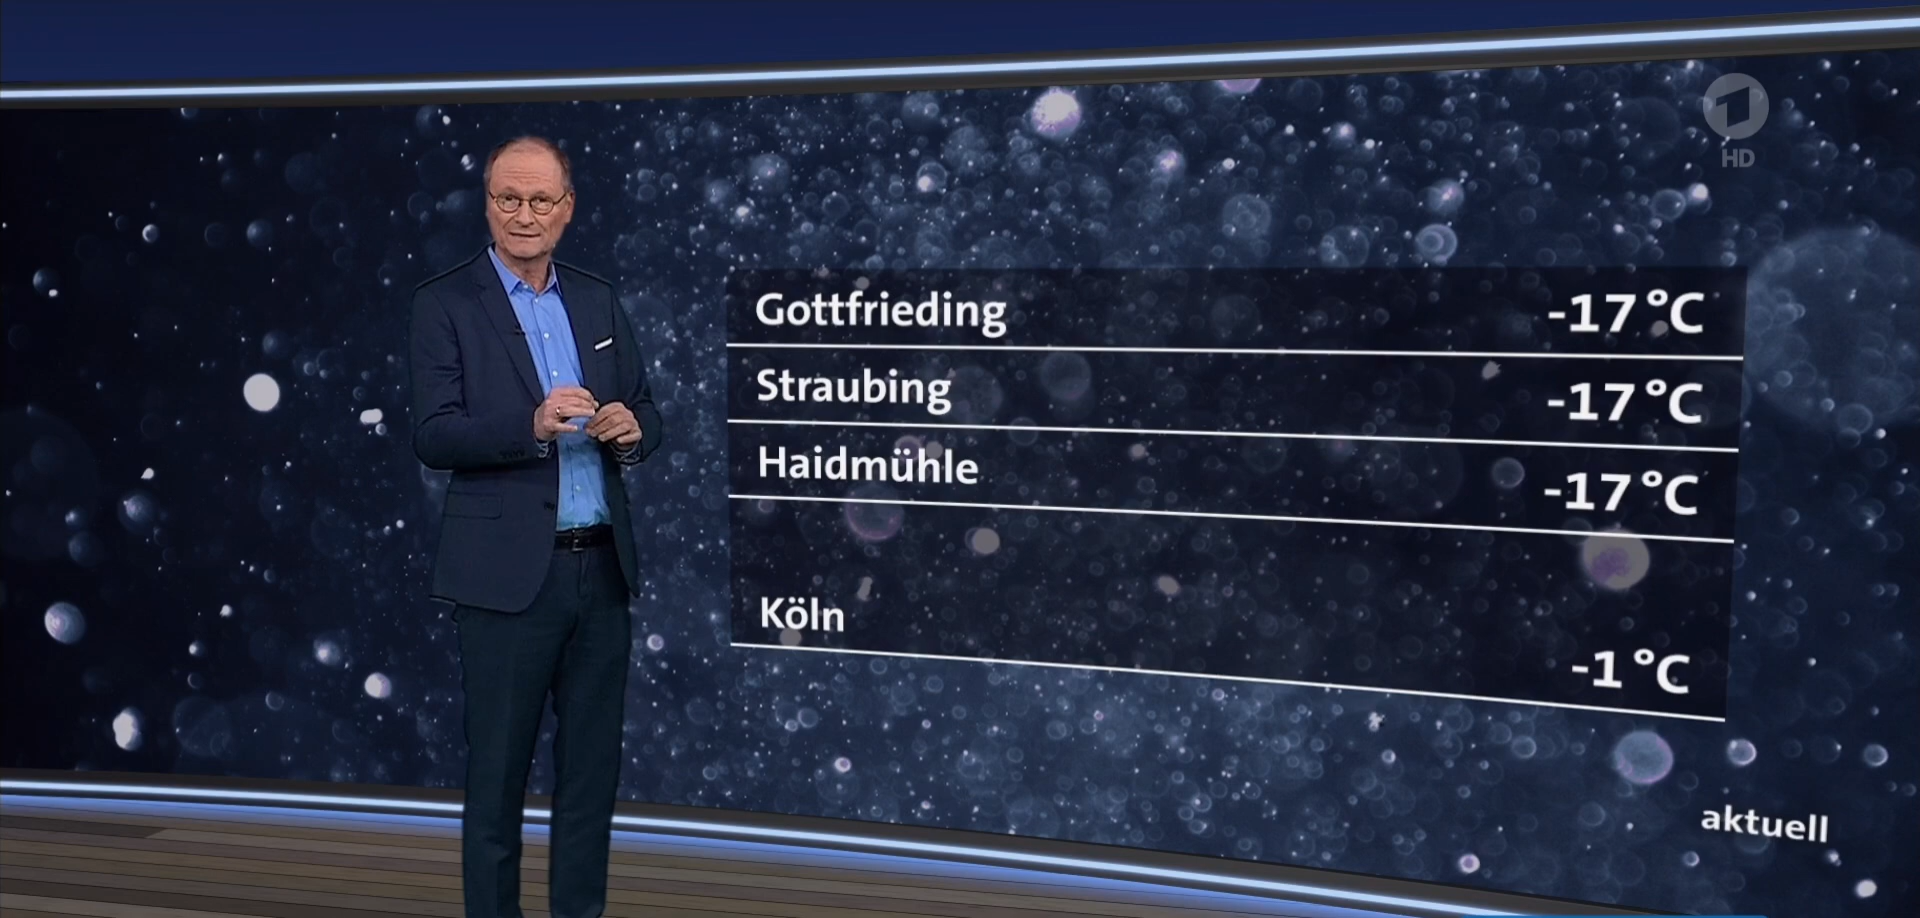 HD
Gottfrieding -17°C
Straubing -17°C
Haidmühle -17°C
Köln -1°C
aktuell